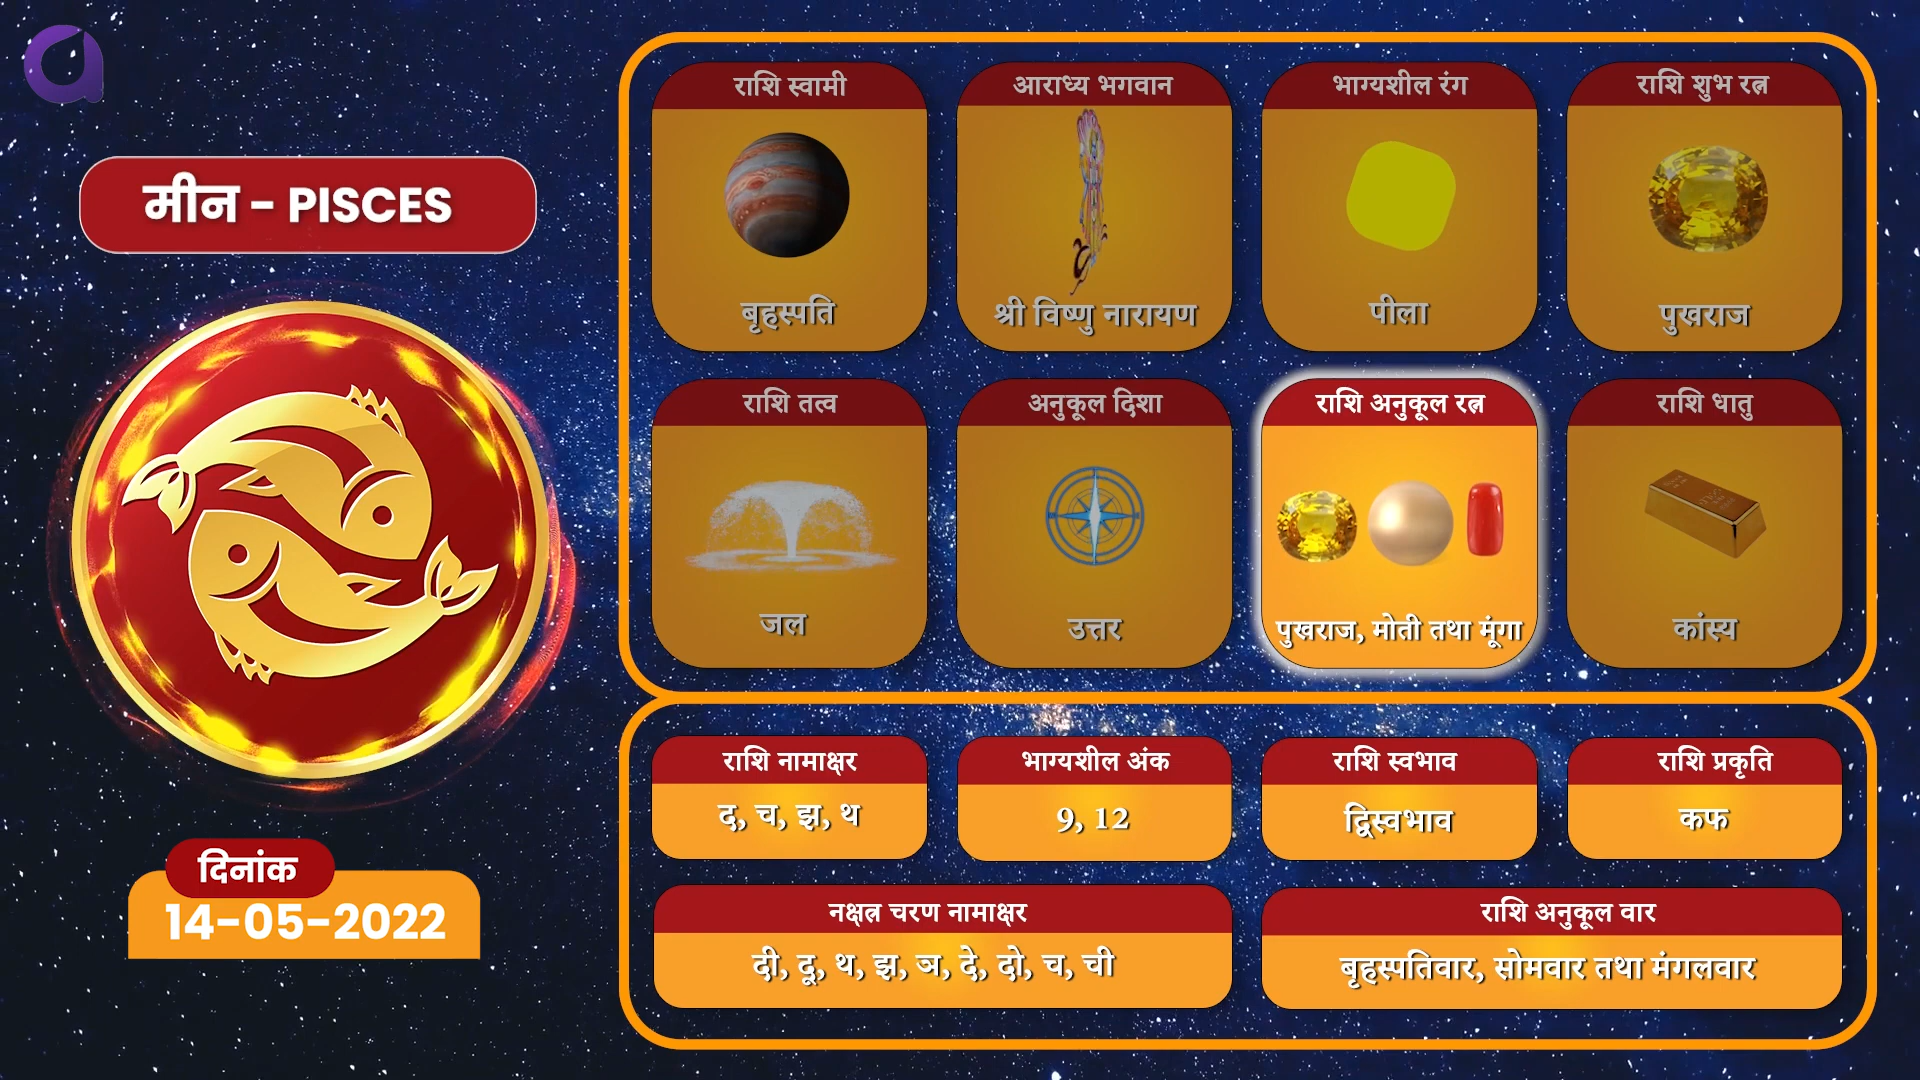 मीन - PISCES
दिनांक
14-05-2022
राशि स्वामी
बृहस्पति
आराध्य भगवान
श्री विष्णु नारायण
भाग्यशील रंग
पीला
राशि शुभ रत्न
पुखराज
राशि तत्व
जल
अनुकूल दिशा
उत्तर
राशि अनुकूल रत्न
पुखराज, मोती तथा मूंगा
राशि धातु
कांस्य
राशि नामाक्षर
द, च, झ, थ
भाग्यशील अंक
9, 12
राशि स्वभाव
द्विस्वभाव
राशि प्रकृति
कफ
नक्षत्र चरण नामाक्षर
दी, दू, थ, झ, ञ, दे, दो, च, ची
राशि अनुकूल वार
बृहस्पतिवार, सोमवार तथा मंगलवार